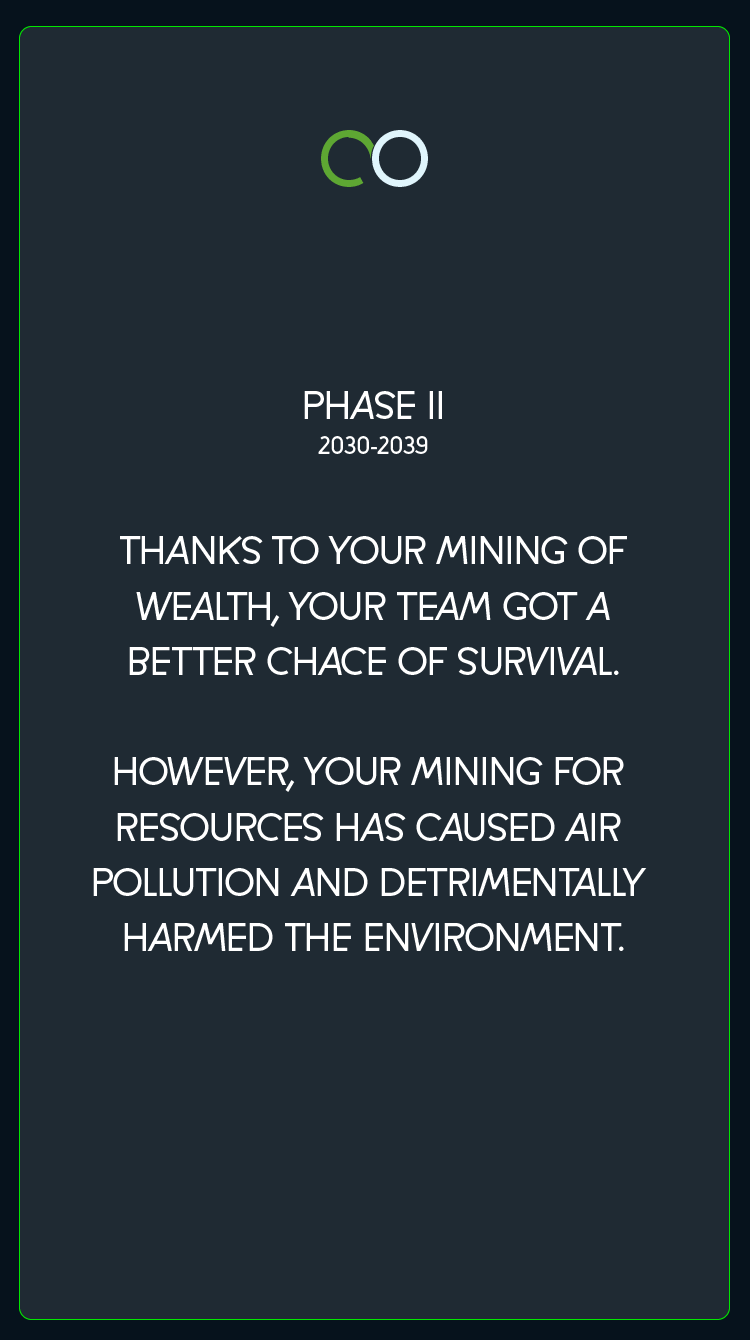 PHASE II
2030-2039
THANKS TO YOUR MINING OF
WEALTH, YOUR TEAM GOT A
BETTER CHACE OF SURVIVAL.
HOWEVER, YOUR MINING FOR
RESOURCES HAS CAUSED AIR
POLLUTION AND DETRIMENTALLY
HARMED THE ENVIRONMENT.